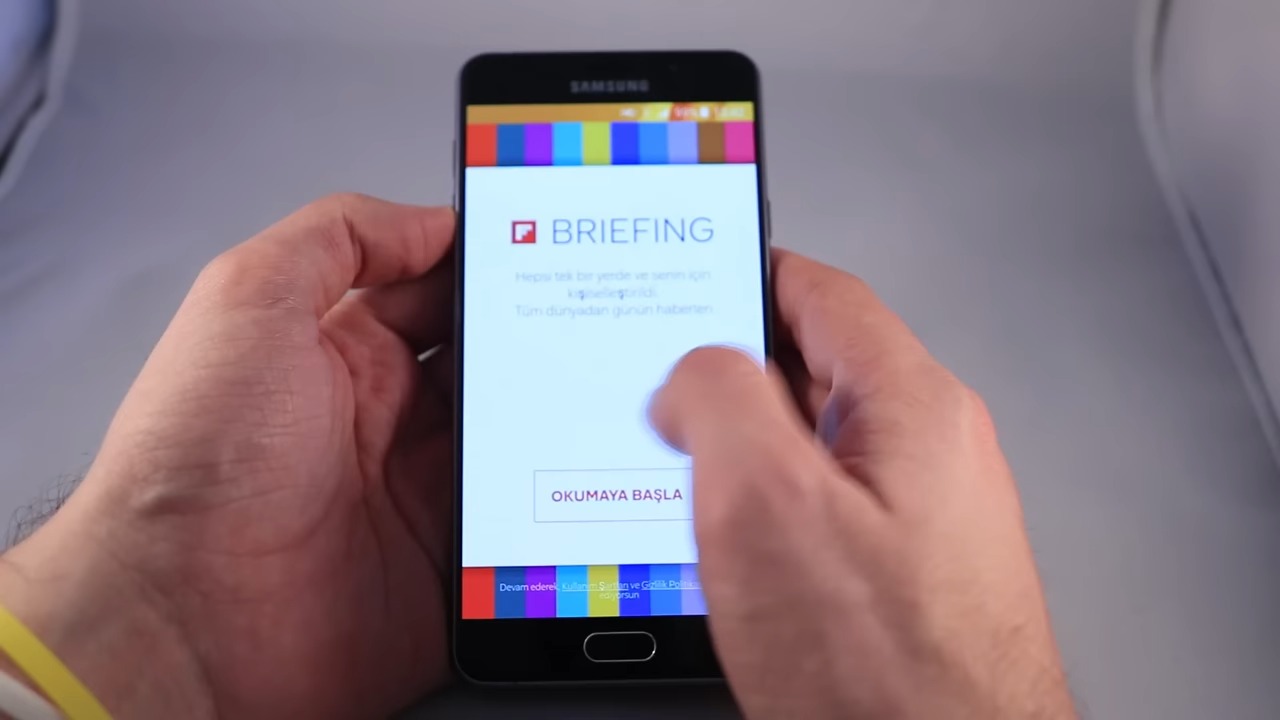 SAMSUNG
BRIEFING
Hepsi tek bir yerde ve senin için
kişiselleştirildi.
Tüm dünyadan günün haberleri.
OKUMAYA BAŞLA
Devam ederek, Kullanım Şartları ve Gizlilik
ediyorsun